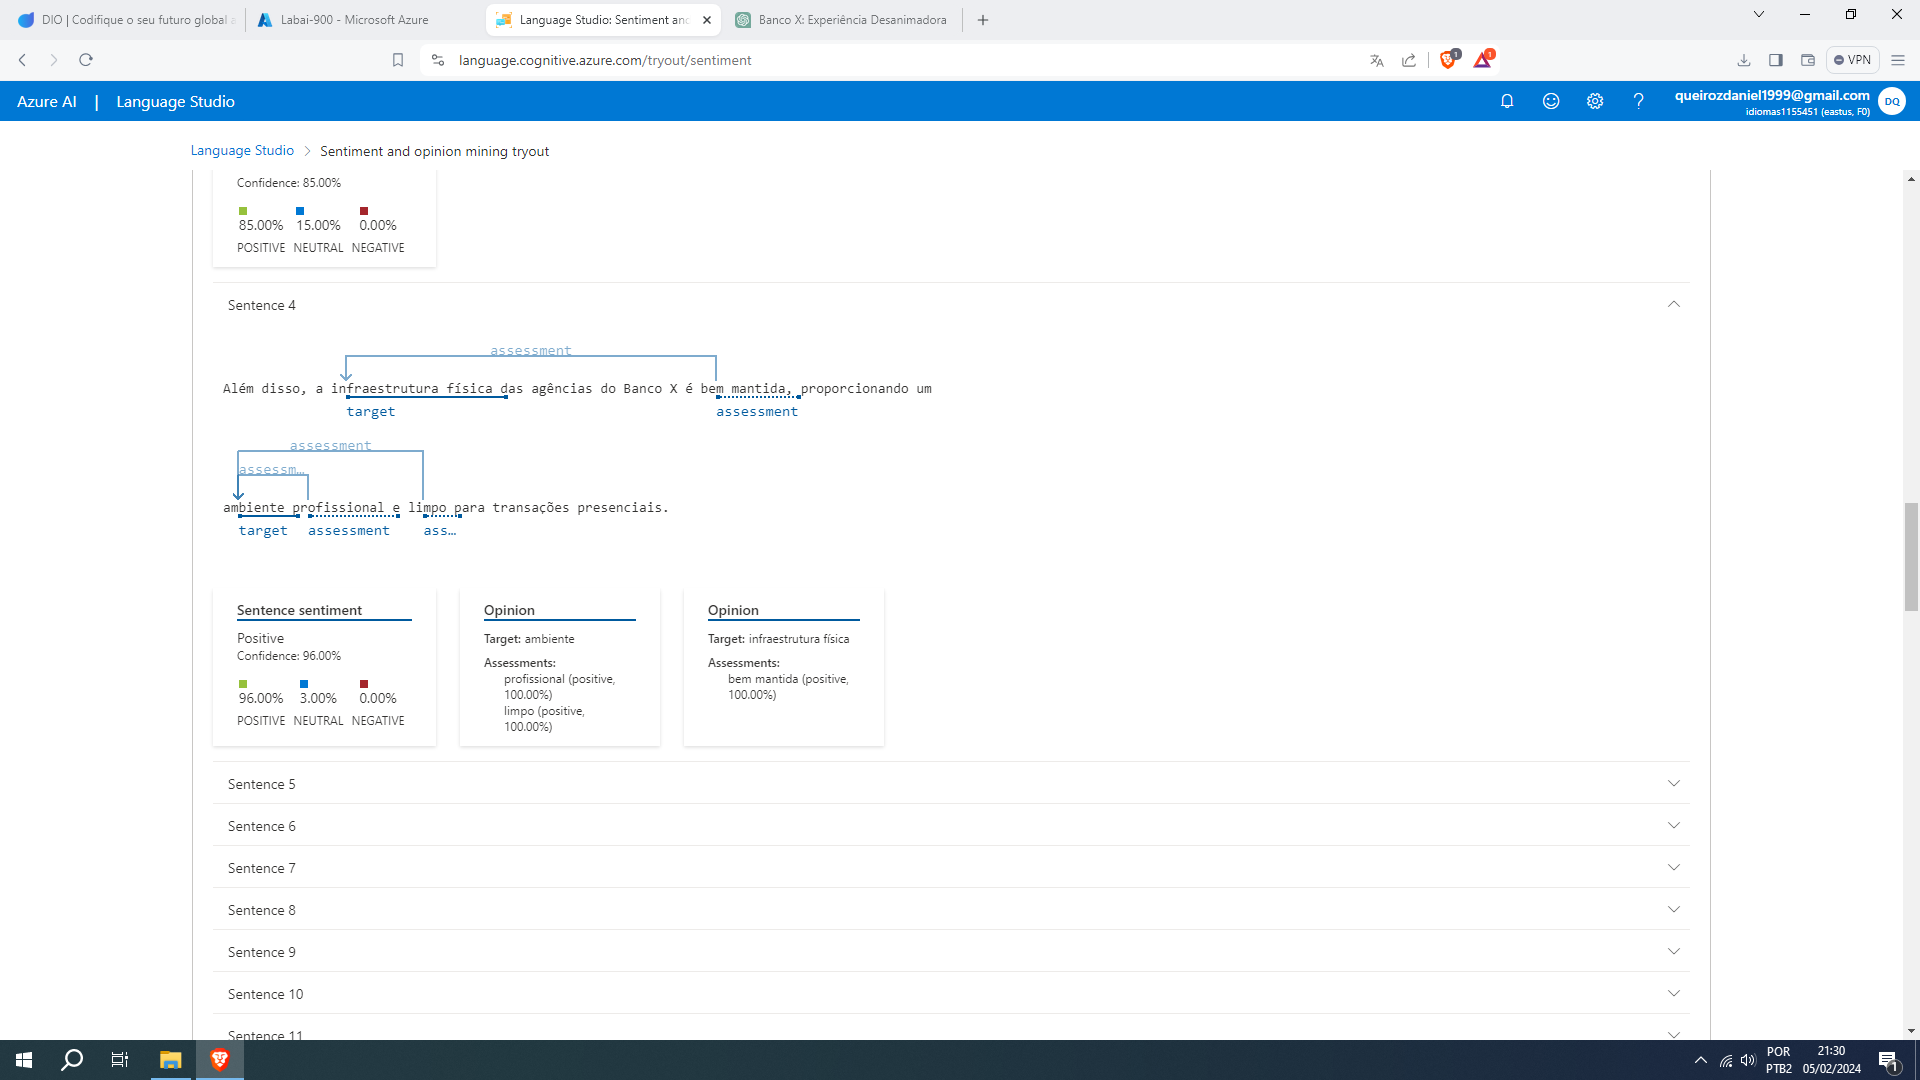 DIO | Codifique o seu futuro global a
Labai-900 - Microsoft Azure
Language Studio: Sentiment and
Banco X: Experiência Desanimadora
language.cognitive.azure.com/tryout/sentiment
1
1
VPN
Azure AI | Language Studio
queirozdaniel1999@gmail.com
idiomas1155451 (eastus, F0)
DQ
Language Studio > Sentiment and opinion mining tryout
Confidence: 85.00%
85.00% 15.00% 0.00%
POSITIVE NEUTRAL NEGATIVE
Sentence 4
assessment
Além disso, a infraestrutura física das agências do Banco X é bem mantida, proporcionando um
target assessment
assessment
assessm…
ambiente profissional e limpo para transações presenciais.
target assessment ass…
Sentence sentiment
Positive
Confidence: 96.00%
96.00% 3.00% 0.00%
POSITIVE NEUTRAL NEGATIVE
Opinion
Target: ambiente
Assessments:
profissional (positive,
100.00%)
limpo (positive,
100.00%)
Opinion
Target: infraestrutura física
Assessments:
bem mantida (positive,
100.00%)
Sentence 5
Sentence 6
Sentence 7
Sentence 8
Sentence 9
Sentence 10
Sentence 11
POR
PTB2
21:30
05/02/2024
1